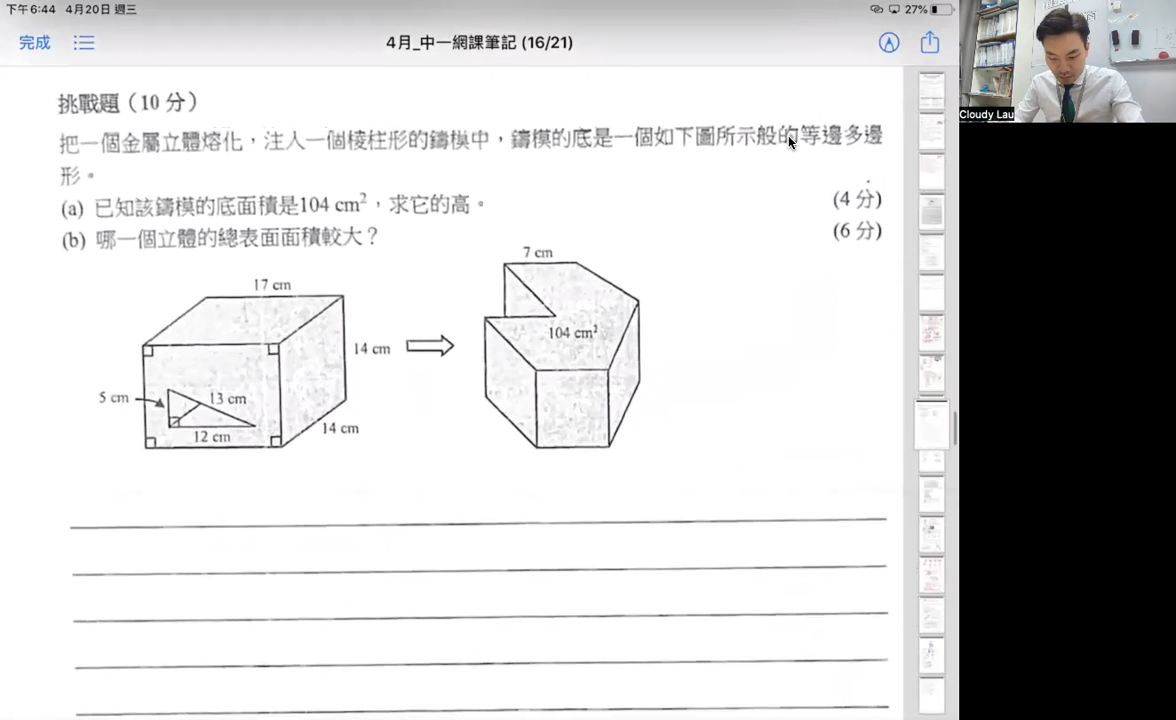 下午6:44 4月20日 週三
27%
完成
4月_中一網課筆記 (16/21)
Cloudy Lau
挑戰題（10 分）
把一個金屬立體熔化，注入一個棱柱形的鑄模中，鑄模的底是一個如下圖所示般的等邊多邊
形。
(a) 已知該鑄模的底面積是104 cm²，求它的高。 (4 分)
(b) 哪一個立體的總表面面積較大？ (6 分)
7 cm
17 cm
104 cm²
14 cm
5 cm
13 cm
14 cm
12 cm